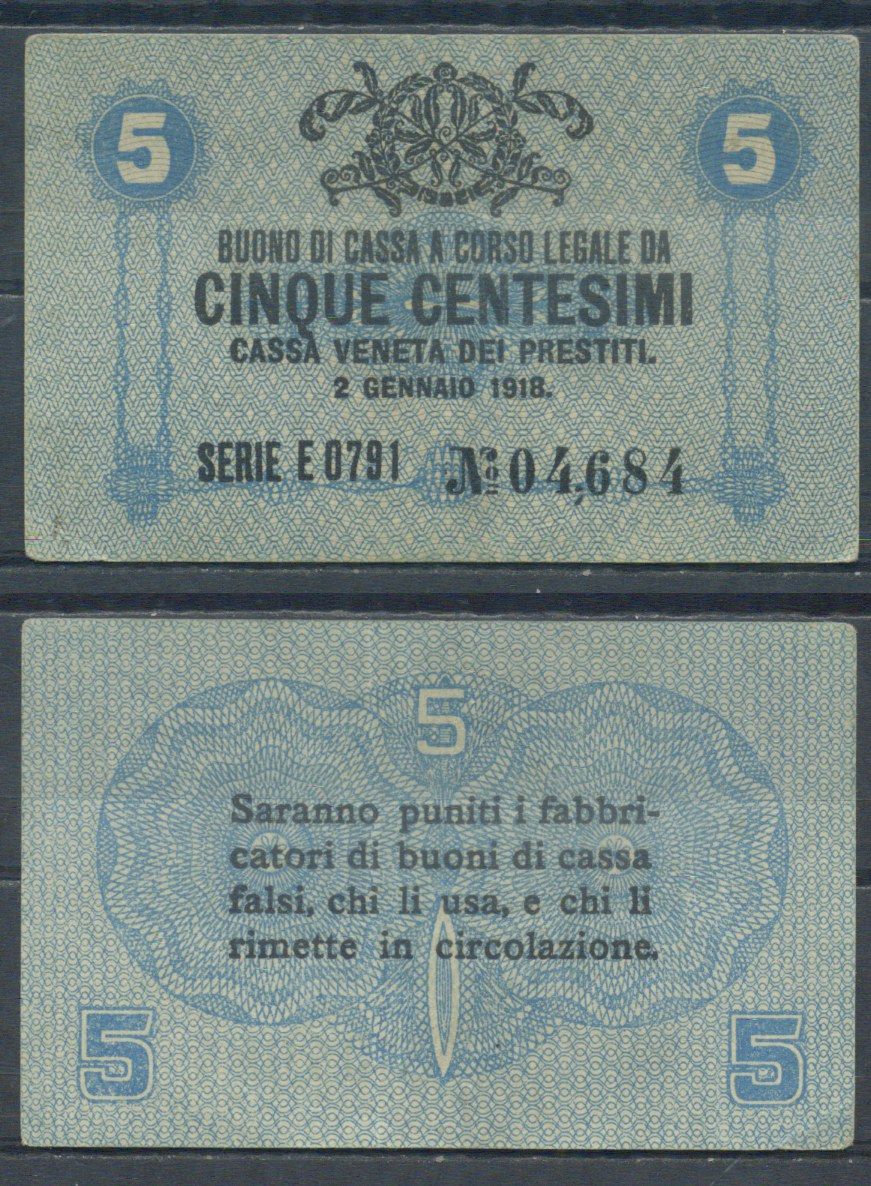 5 5
BUONO DI CASSA A CORSO LEGALE DA
CINQUE CENTESIMI
CASSA VENETA DEI PRESTITI.
2 GENNAIO 1918.
SERIE E 0791 No 04,684
5
Saranno puniti i fabbri-
catori di buoni di cassa
falsi, chi li usa, e chi li
rimette in circolazione.
5 5